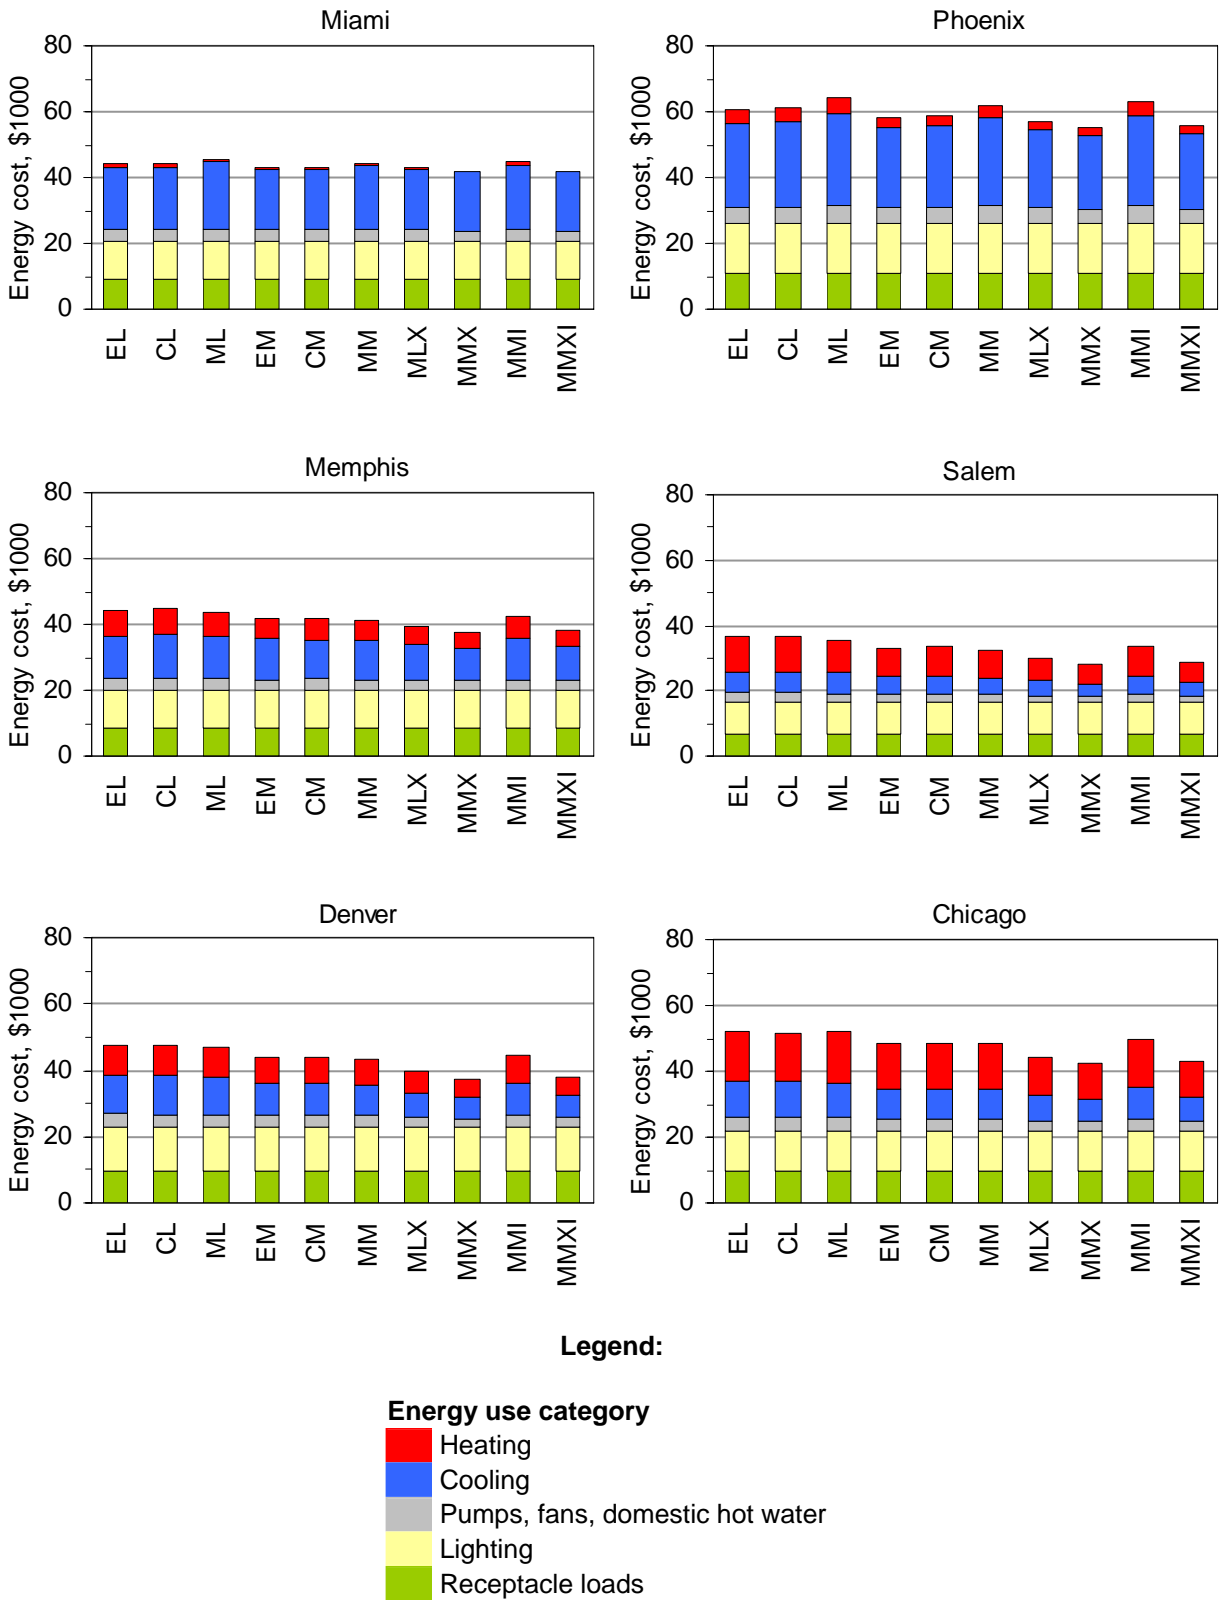 Miami
Energy cost, $1000
80
60
40
20
0
EL CL ML EM CM MM MLX MMX MMI MMXI
Phoenix
Energy cost, $1000
80
60
40
20
0
EL CL ML EM CM MM MLX MMX MMI MMXI
Memphis
Energy cost, $1000
80
60
40
20
0
EL CL ML EM CM MM MLX MMX MMI MMXI
Salem
Energy cost, $1000
80
60
40
20
0
EL CL ML EM CM MM MLX MMX MMI MMXI
Denver
Energy cost, $1000
80
60
40
20
0
EL CL ML EM CM MM MLX MMX MMI MMXI
Chicago
Energy cost, $1000
80
60
40
20
0
EL CL ML EM CM MM MLX MMX MMI MMXI
Legend:
Energy use category
Heating
Cooling
Pumps, fans, domestic hot water
Lighting
Receptacle loads